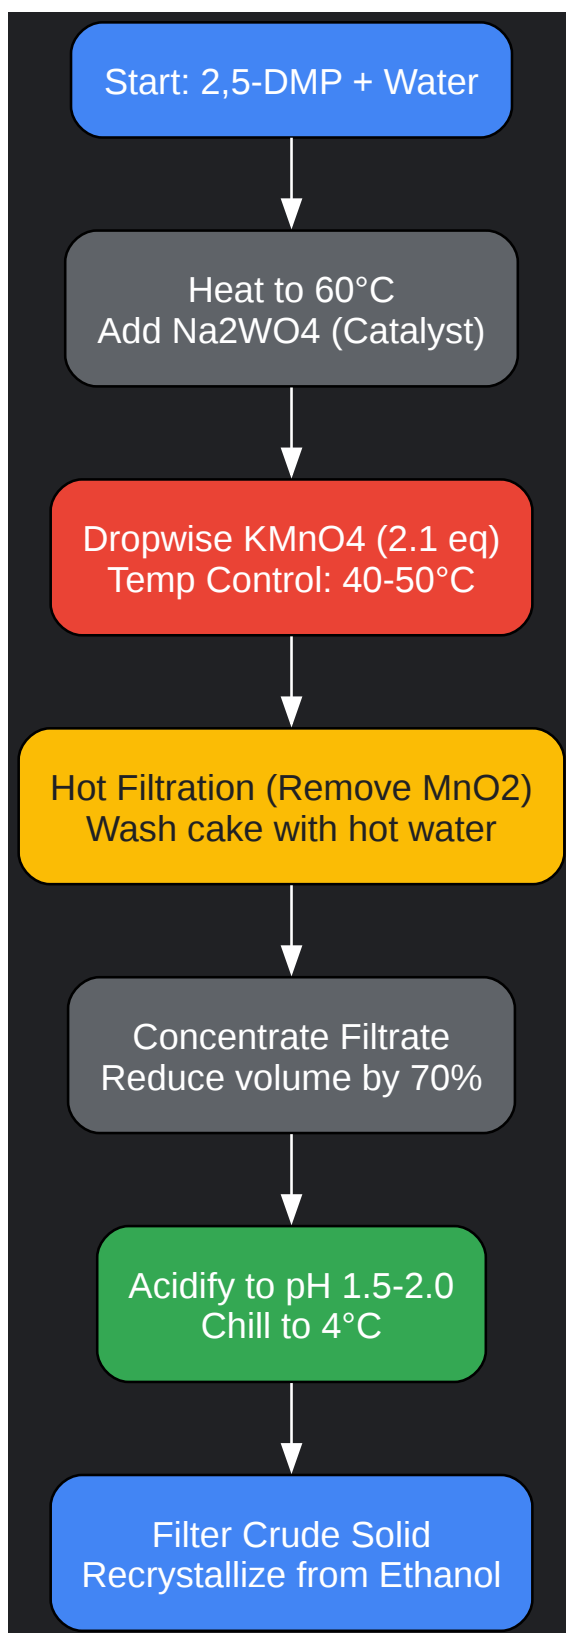 Start: 2,5-DMP + Water
Heat to 60°C
Add Na2WO4 (Catalyst)
Dropwise KMnO4 (2.1 eq)
Temp Control: 40-50°C
Hot Filtration (Remove MnO2)
Wash cake with hot water
Concentrate Filtrate
Reduce volume by 70%
Acidify to pH 1.5-2.0
Chill to 4°C
Filter Crude Solid
Recrystallize from Ethanol